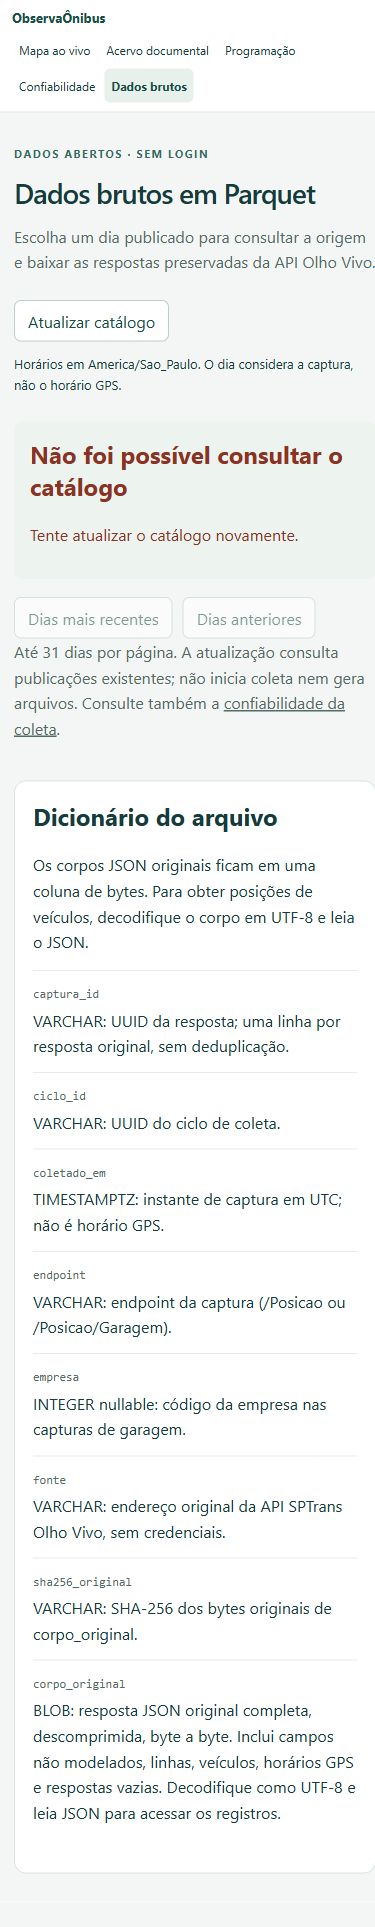 ObservaÔnibus
Mapa ao vivo Acervo documental Programação
Confiabilidade Dados brutos
DADOS ABERTOS · SEM LOGIN
Dados brutos em Parquet
Escolha um dia publicado para consultar a origem
e baixar as respostas preservadas da API Olho Vivo.
Atualizar catálogo
Horários em America/Sao_Paulo. O dia considera a captura,
não o horário GPS.
Não foi possível consultar o
catálogo
Tente atualizar o catálogo novamente.
Dias mais recentes Dias anteriores
Até 31 dias por página. A atualização consulta
publicações existentes; não inicia coleta nem gera
arquivos. Consulte também a confiabilidade da
coleta.
Dicionário do arquivo
Os corpos JSON originais ficam em uma
coluna de bytes. Para obter posições de
veículos, decodifique o corpo em UTF-8 e leia
o JSON.
captura_id
VARCHAR: UUID da resposta; uma linha por
resposta original, sem deduplicação.
ciclo_id
VARCHAR: UUID do ciclo de coleta.
coletado_em
TIMESTAMPTZ: instante de captura em UTC;
não é horário GPS.
endpoint
VARCHAR: endpoint da captura (/Posicao ou
/Posicao/Garagem).
empresa
INTEGER nullable: código da empresa nas
capturas de garagem.
fonte
VARCHAR: endereço original da API SPTrans
Olho Vivo, sem credenciais.
sha256_original
VARCHAR: SHA-256 dos bytes originais de
corpo_original.
corpo_original
BLOB: resposta JSON original completa,
descomprimida, byte a byte. Inclui campos
não modelados, linhas, veículos, horários GPS
e respostas vazias. Decodifique como UTF-8 e
leia JSON para acessar os registros.